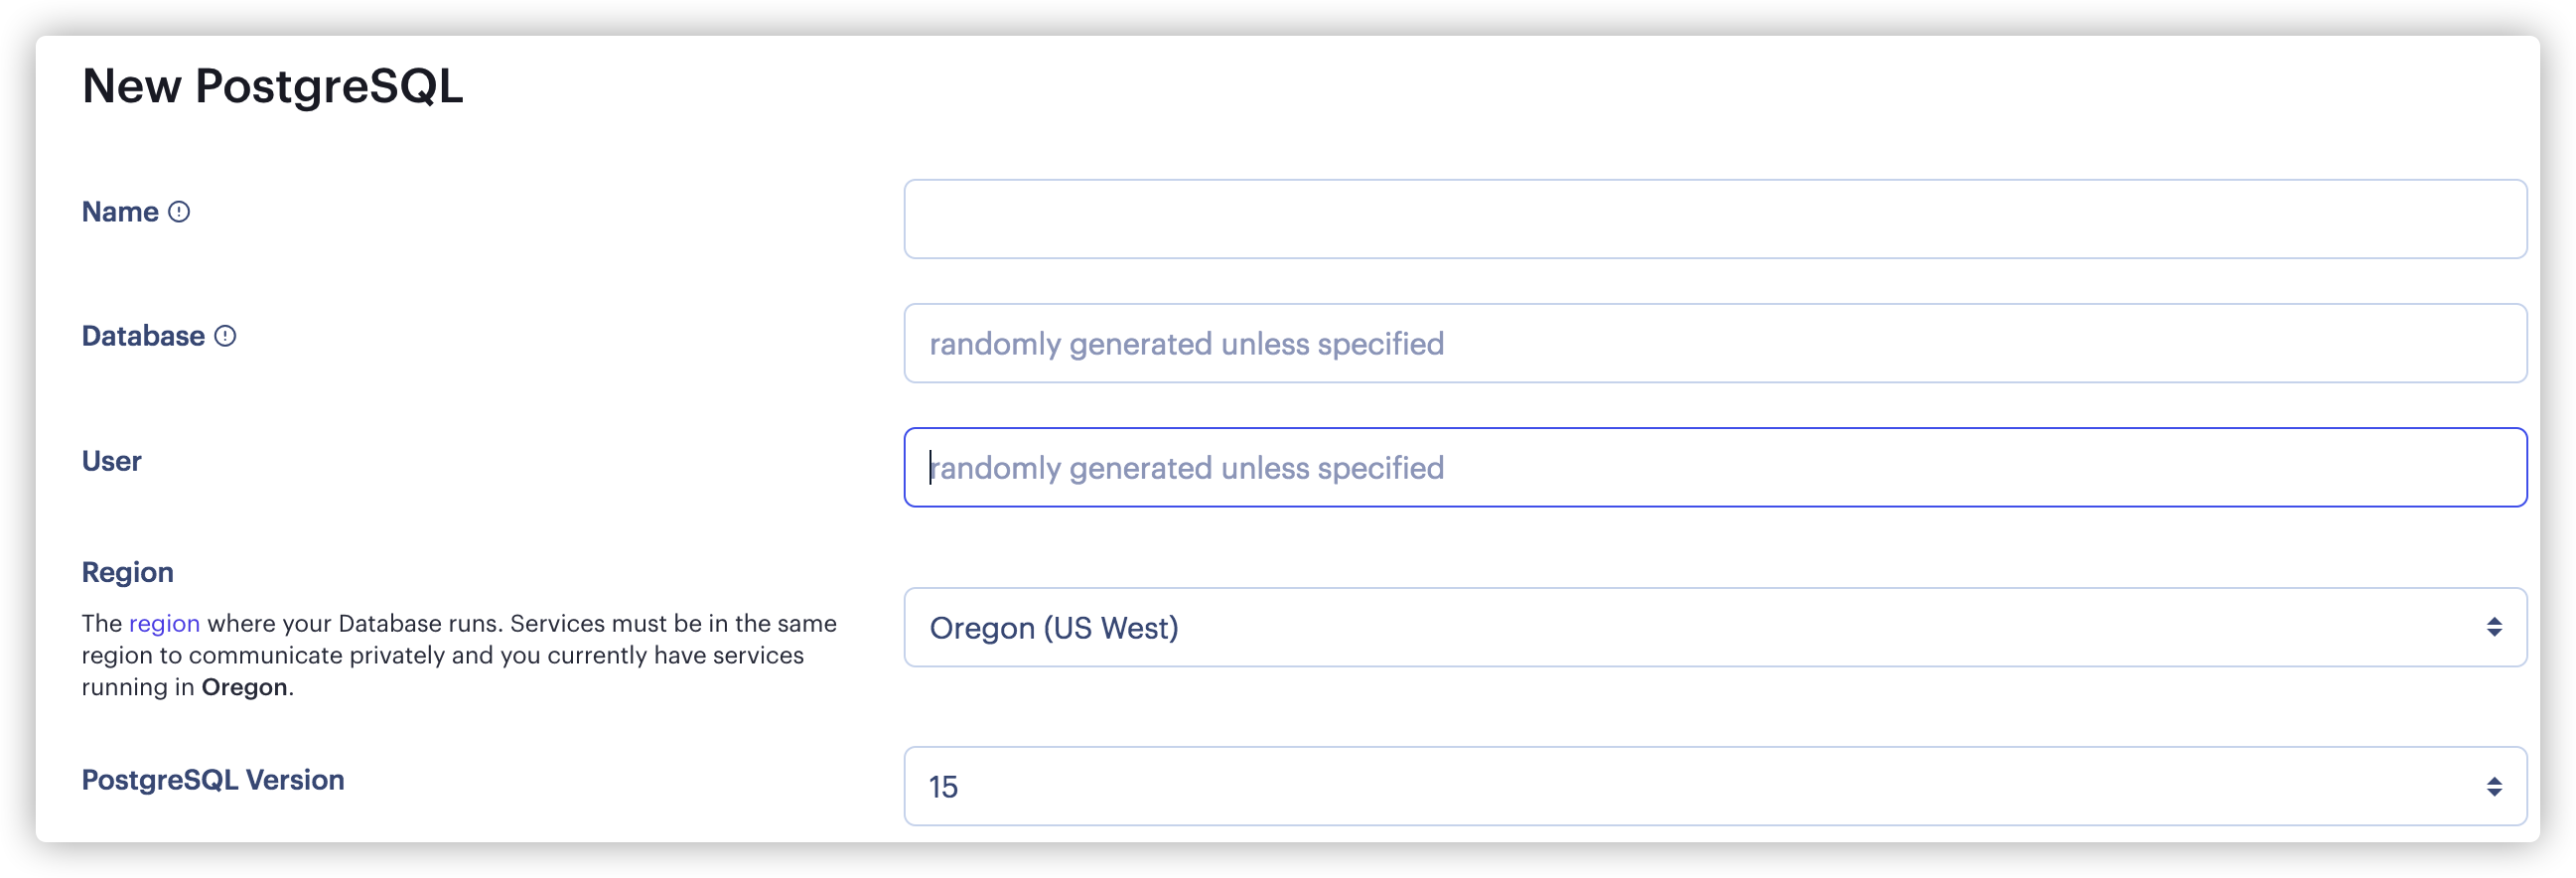 New PostgreSQL
Name
Database
randomly generated unless specified
User
randomly generated unless specified
Region
The region where your Database runs. Services must be in the same
region to communicate privately and you currently have services
running in Oregon.
Oregon (US West)
PostgreSQL Version
15